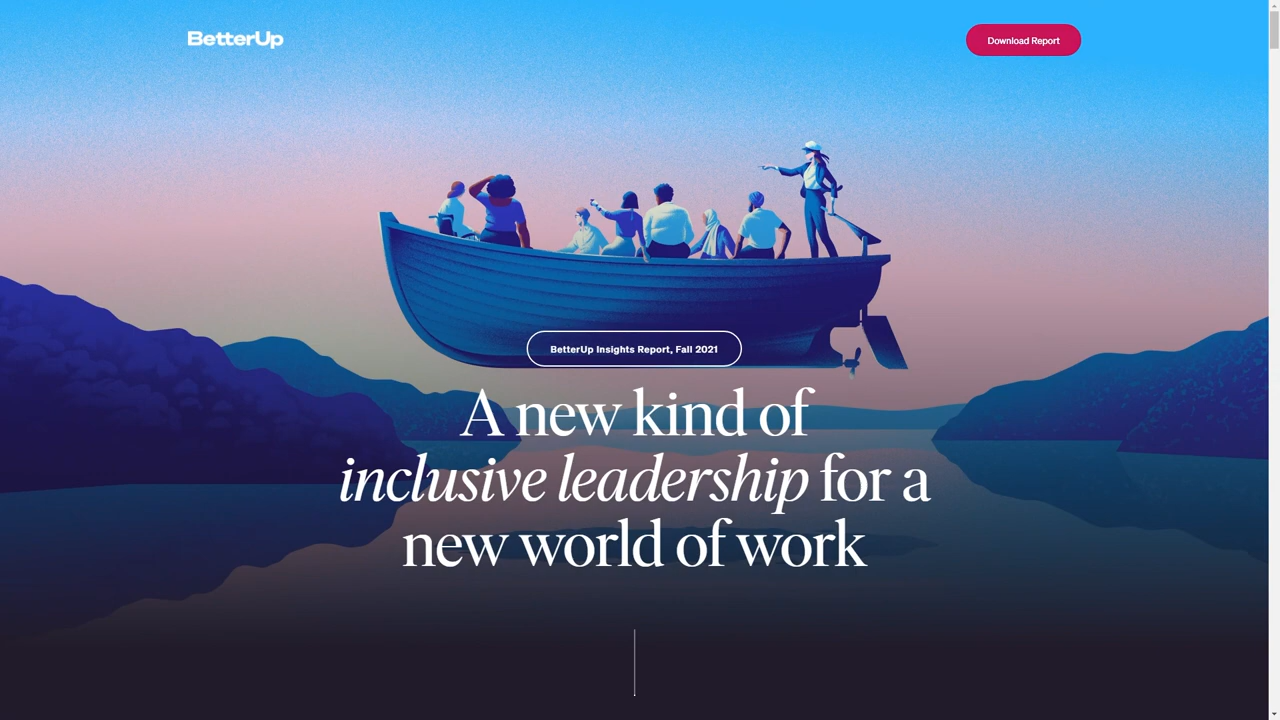 BetterUp
Download Report
BetterUp Insights Report, Fall 2021
A new kind of
inclusive leadership for a
new world of work